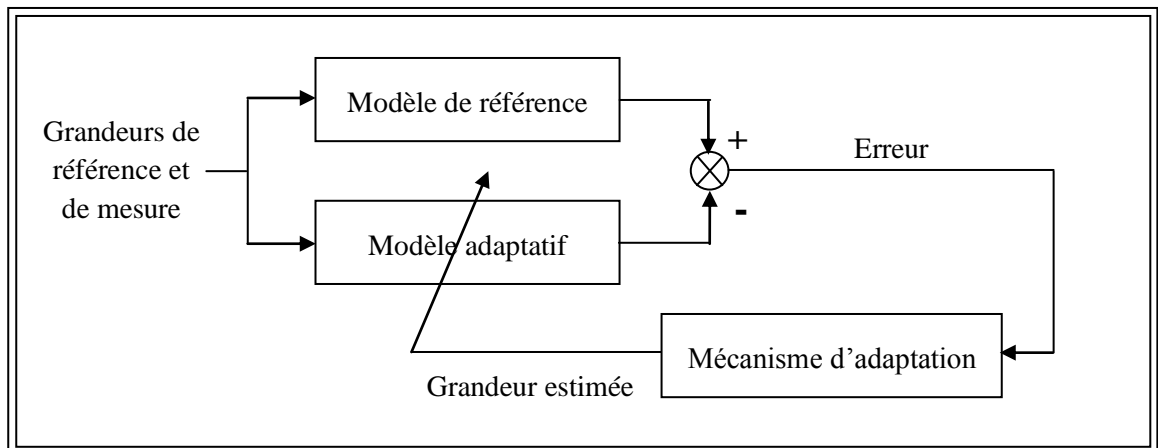 Modèle de référence
Grandeurs de
référence et
de mesure
+
Erreur
-
Modèle adaptatif
Mécanisme d’adaptation
Grandeur estimée